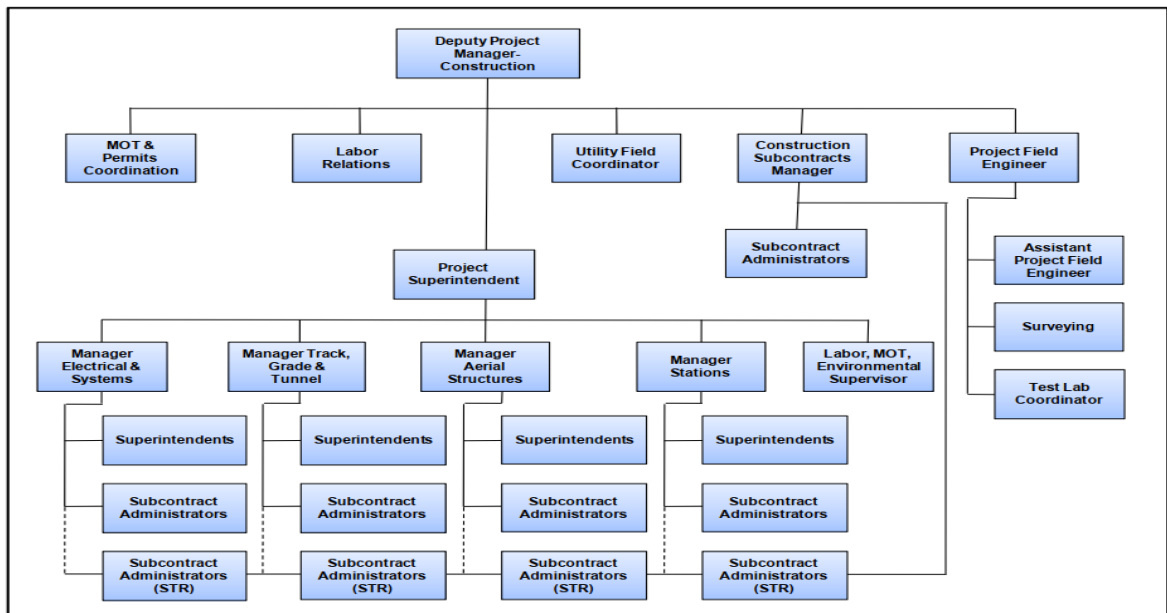 Deputy Project
Manager-
Construction
MOT &
Permits
Coordination
Labor
Relations
Utility Field
Coordinator
Construction
Subcontracts
Manager
Project Field
Engineer
Subcontract
Administrators
Assistant
Project Field
Engineer
Surveying
Test Lab
Coordinator
Project
Superintendent
Manager
Electrical &
Systems
Manager Track,
Grade &
Tunnel
Manager
Aerial
Structures
Manager
Stations
Labor, MOT,
Environmental
Supervisor
Superintendents
Superintendents
Superintendents
Superintendents
Subcontract
Administrators
Subcontract
Administrators
Subcontract
Administrators
Subcontract
Administrators
Subcontract
Administrators
(STR)
Subcontract
Administrators
(STR)
Subcontract
Administrators
(STR)
Subcontract
Administrators
(STR)